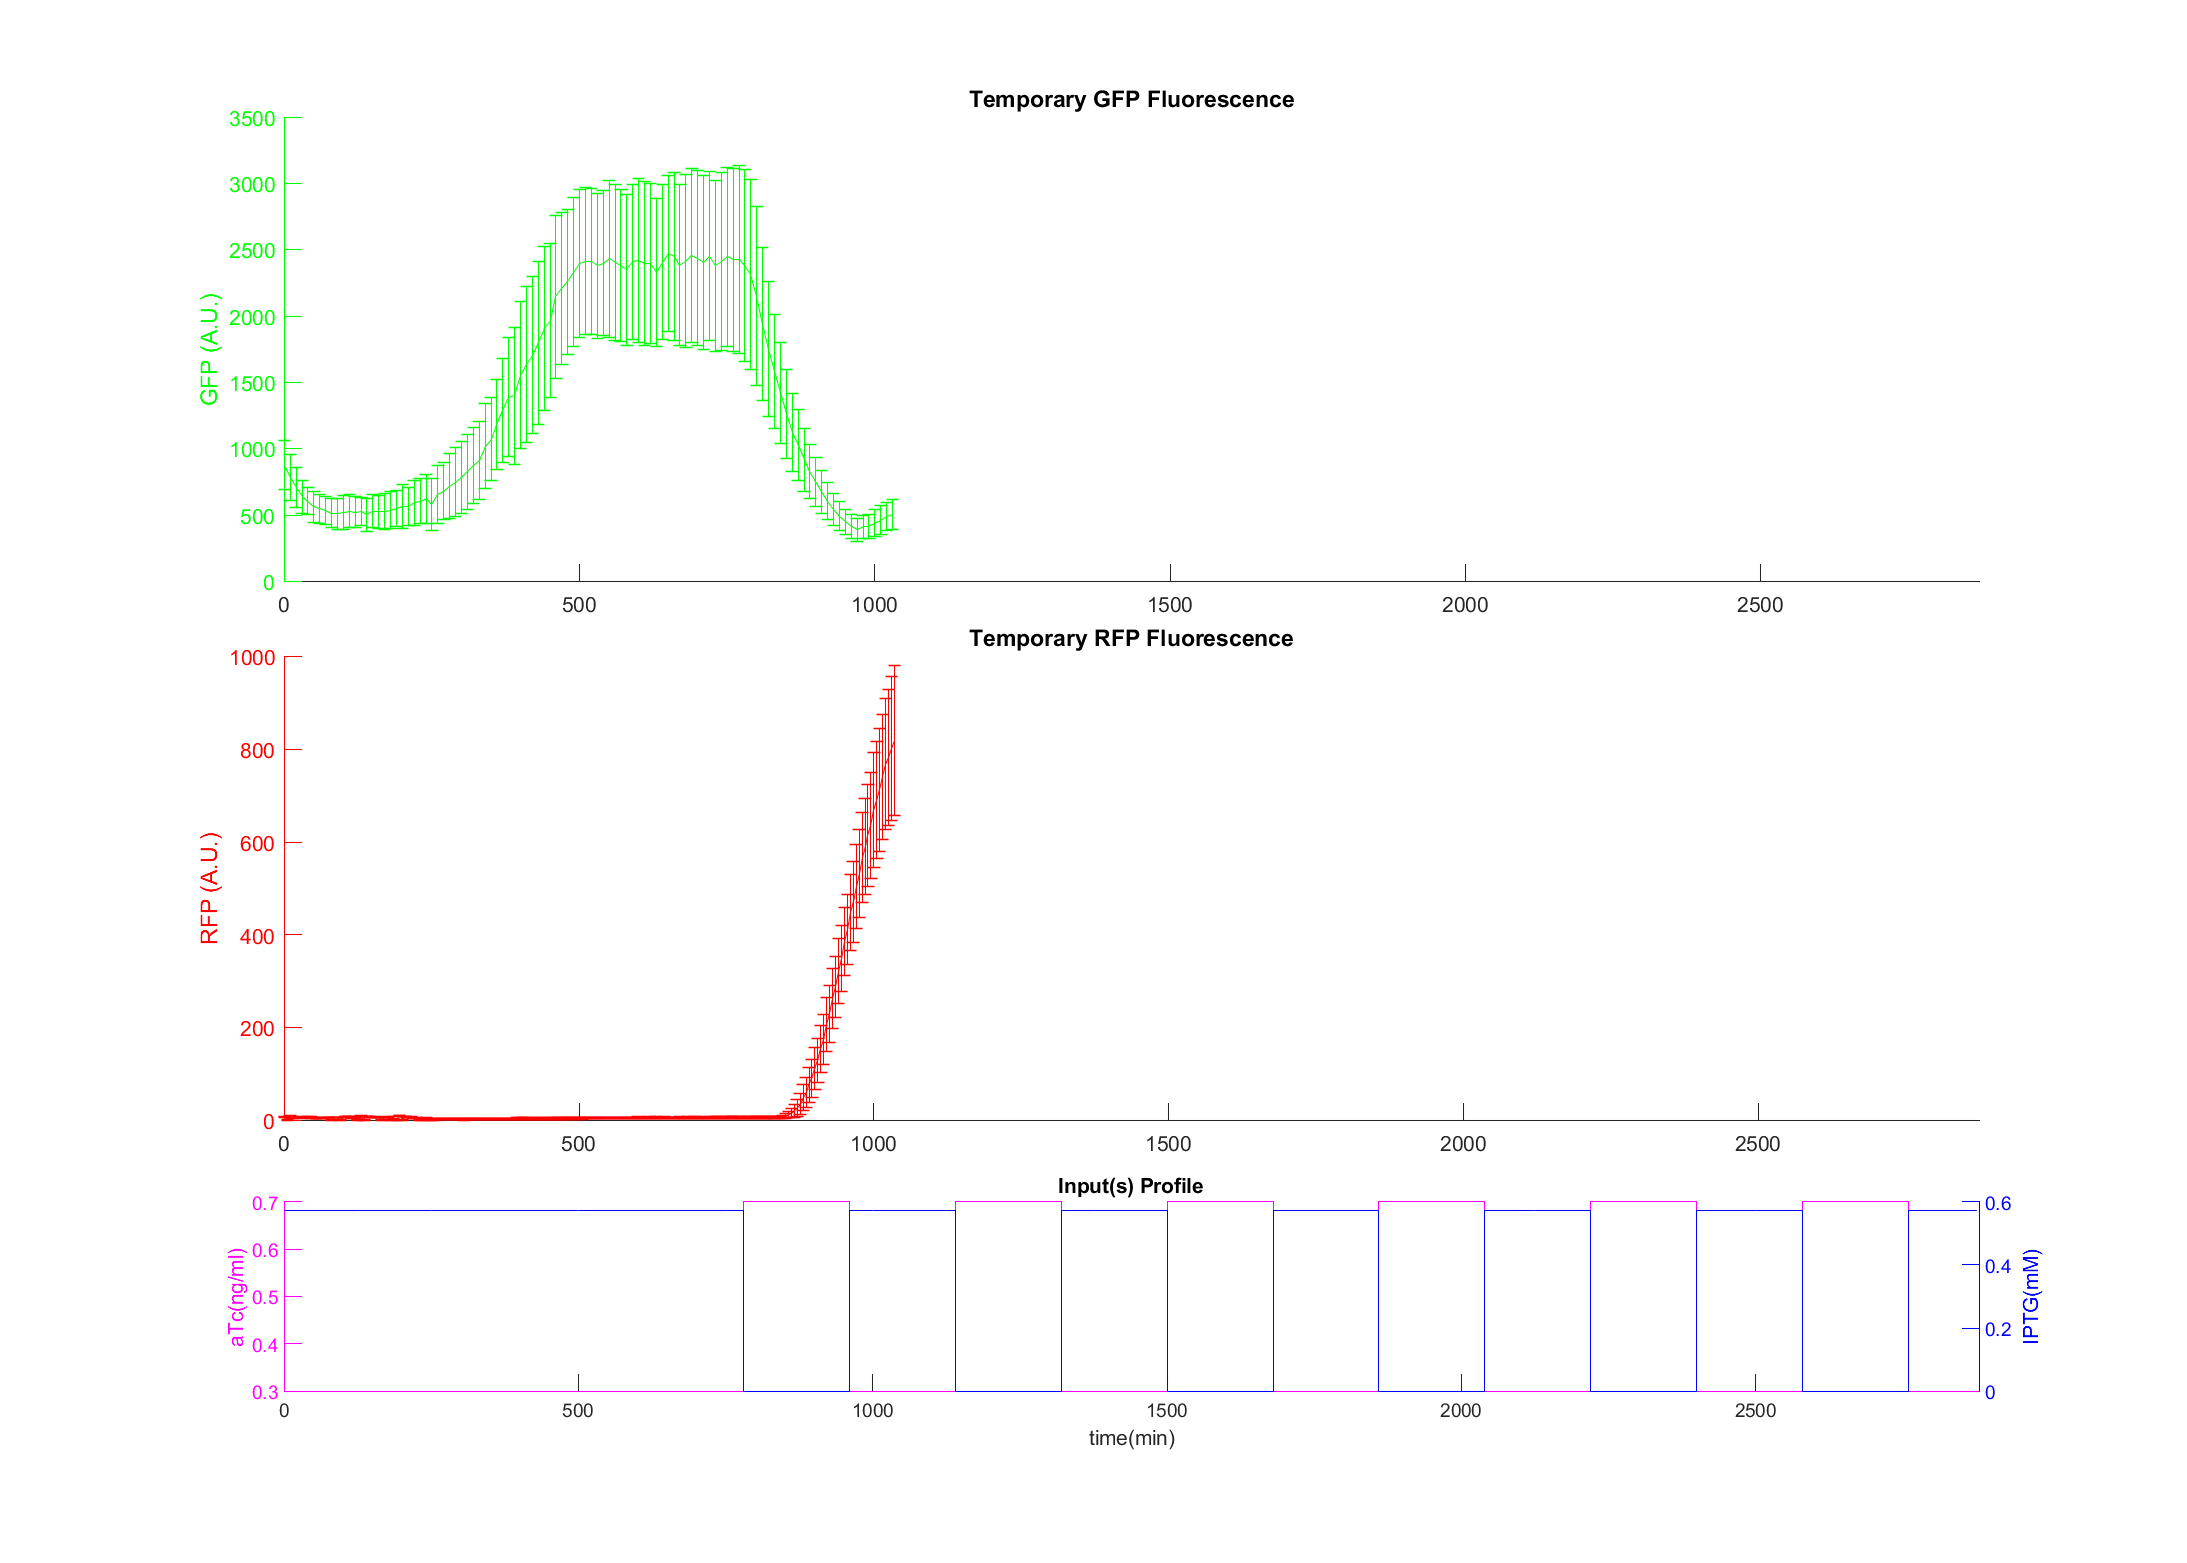 Temporary GFP Fluorescence
3500
3000
2500
2000
1500
1000
500
0
GFP (A.U.)
0 500 1000 1500 2000 2500
Temporary RFP Fluorescence
1000
800
600
400
200
0
RFP (A.U.)
0 500 1000 1500 2000 2500
Input(s) Profile
0.7
0.6
0.5
0.4
0.3
aTc(ng/ml)
0.6
0.4
0.2
0
IPTG(mM)
0 500 1000 1500 2000 2500
time(min)